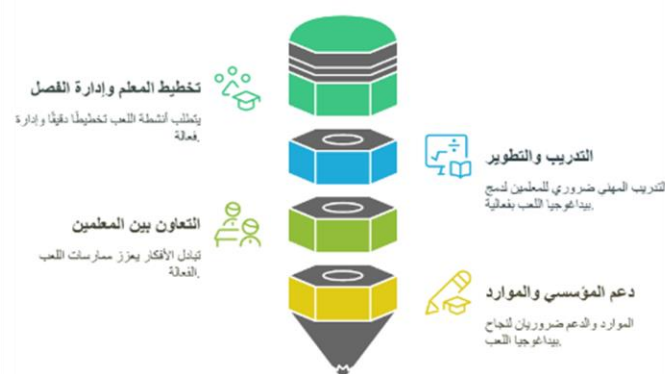 تخطيط المعلم وإدارة الفصل
يتطلب أنشطة اللعب تخطيطًا دقيقًا وإدارة
فعالة.
التدريب والتطوير
التدريب المهني ضروري للمعلمين لدمج
بيداغوجيا اللعب بفعالية.
التعاون بين المعلمين
تبادل الأفكار يعزز ممارسات اللعب
الفعالة.
دعم المؤسسي والموارد
الموارد والدعم ضروريان لنجاح
بيداغوجيا اللعب.